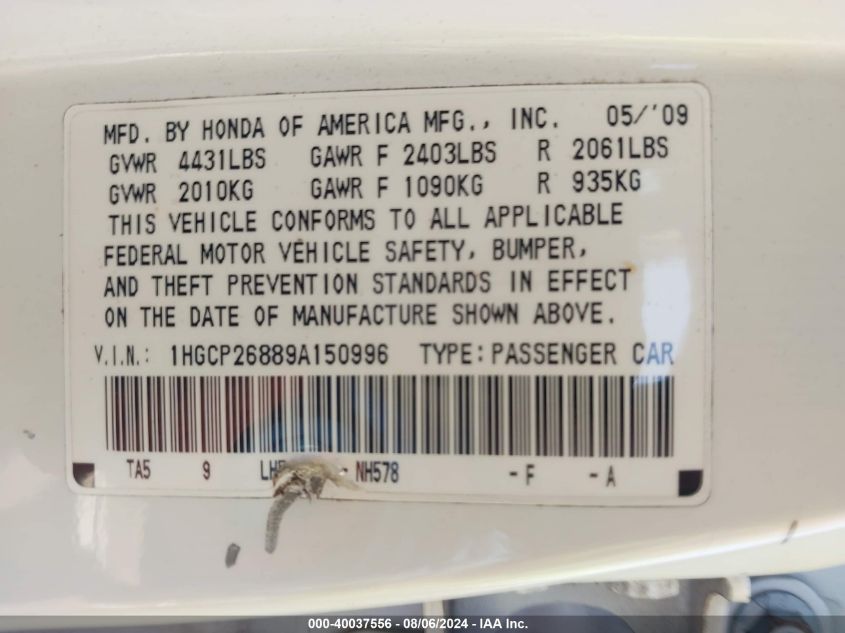 MFD. BY HONDA OF AMERICA MFG., INC. 05/'09
GVWR 4431LBS GAWR F 2403LBS R 2061LBS
GVWR 2010KG GAWR F 1090KG R 935KG
THIS VEHICLE CONFORMS TO ALL APPLICABLE
FEDERAL MOTOR VEHICLE SAFETY, BUMPER,
AND THEFT PREVENTION STANDARDS IN EFFECT
ON THE DATE OF MANUFACTURE SHOWN ABOVE.
V.I.N.: 1HGCP26889A150996 TYPE: PASSENGER CAR
TA5 9 - NH578 - F - A
000-40037556 - 08/06/2024 - IAA Inc.